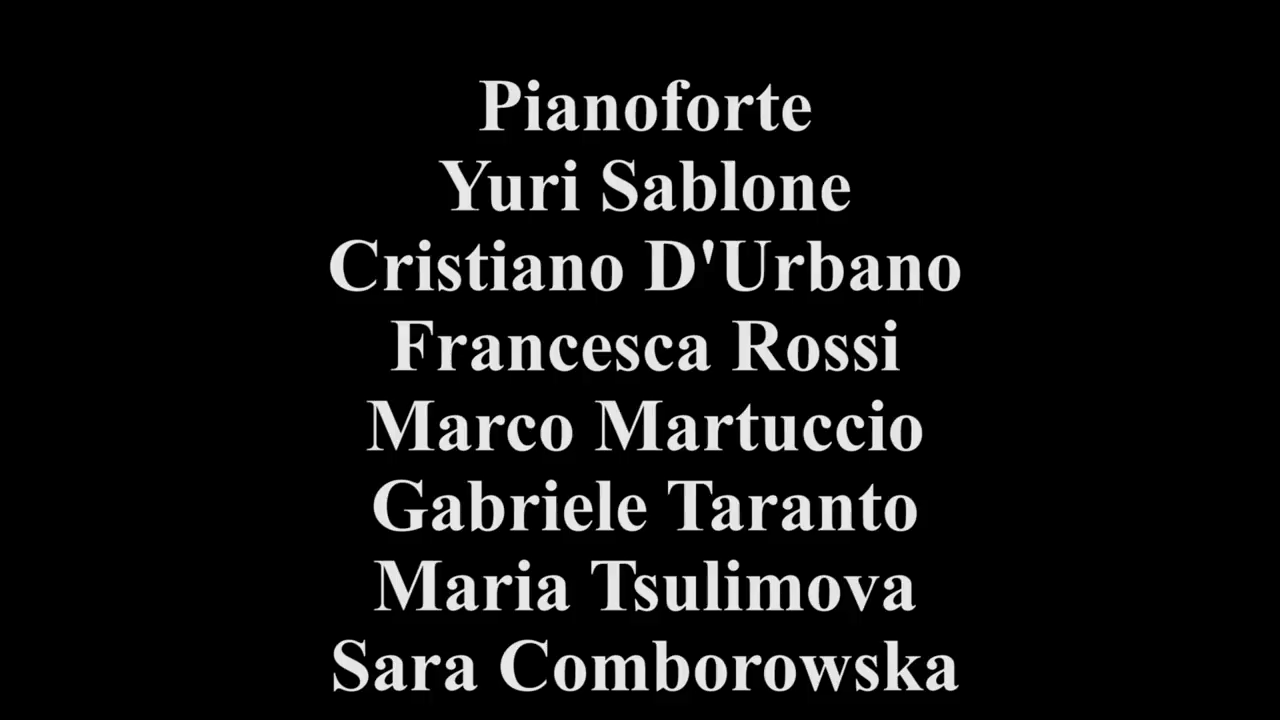 Pianoforte
Yuri Sablone
Cristiano D'Urbano
Francesca Rossi
Marco Martuccio
Gabriele Taranto
Maria Tsulimova
Sara Comborowska